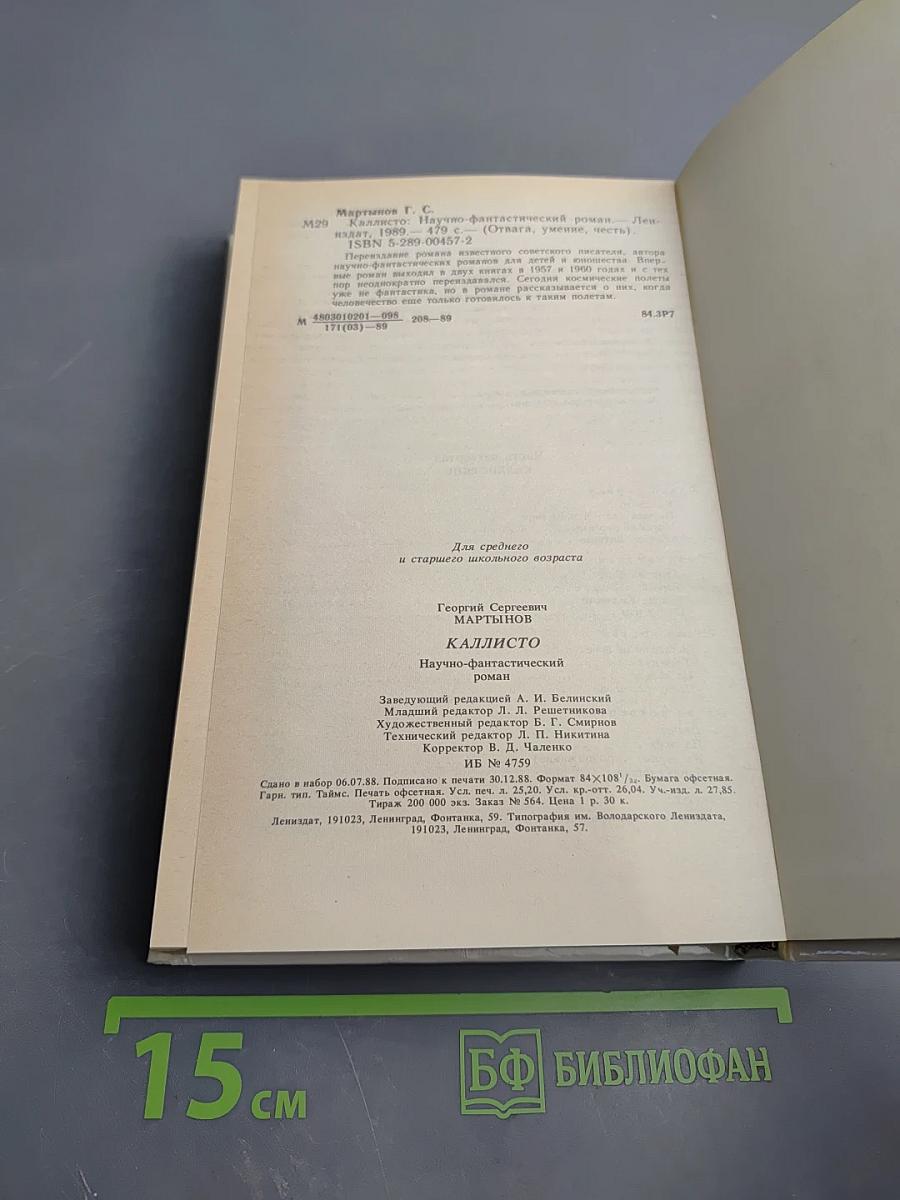 Мартынов Г. С.
М29 Каллисто: Научно-фантастический роман.— Лен-
издат, 1989.— 479 с.— (Отвага, умение, честь).
ISBN 5-289-00457-2
Переиздание романа известного советского писателя, автора
научно-фантастических романов для детей и юношества. Впер-
вые роман выходил в двух книгах в 1957 и 1960 годах и с тех
пор неоднократно переиздавался. Сегодня космические полеты
уже не фантастика, но в романе рассказывается о них, когда
человечество еще только готовилось к таким полетам.
М 4803010201—098 208—89 84.3Р7
171(03)—89
Для среднего
и старшего школьного возраста
Георгий Сергеевич
МАРТЫНОВ
КАЛЛИСТО
Научно-фантастический
роман
Заведующий редакцией А. И. Белинский
Младший редактор Л. Л. Решетникова
Художественный редактор Б. Г. Смирнов
Технический редактор Л. П. Никитина
Корректор В. Д. Чаленко
ИБ № 4759
Сдано в набор 06.07.88. Подписано к печати 30.12.88. Формат 84×108¹/₃₂. Бумага офсетная.
Гарн. тип. Таймс. Печать офсетная. Усл. печ. л. 25,20. Усл. кр.-отт. 26,04. Уч.-изд. л. 27,85.
Тираж 200 000 экз. Заказ № 564. Цена 1 р. 30 к.
Лениздат, 191023, Ленинград, Фонтанка, 59. Типография им. Володарского Лениздата,
191023, Ленинград, Фонтанка, 57.
15 см
БФ БИБЛИОФАН